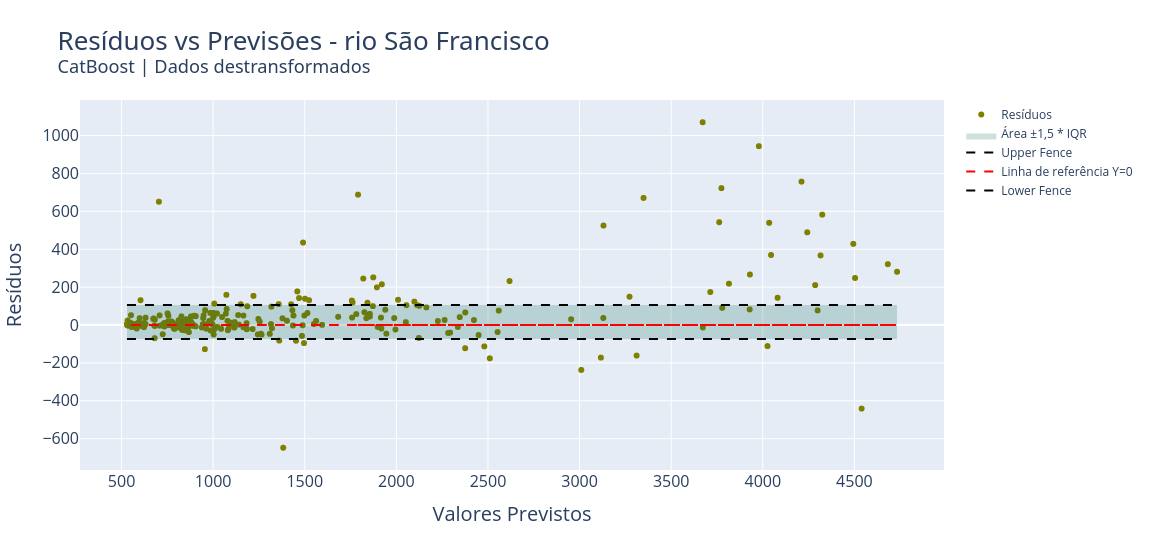 Resíduos vs Previsões - rio São Francisco
CatBoost | Dados destransformados
Resíduos
1000
800
600
400
200
0
−200
−400
−600
500 1000 1500 2000 2500 3000 3500 4000 4500
Valores Previstos
Resíduos
Área ±1,5 * IQR
Upper Fence
Linha de referência Y=0
Lower Fence